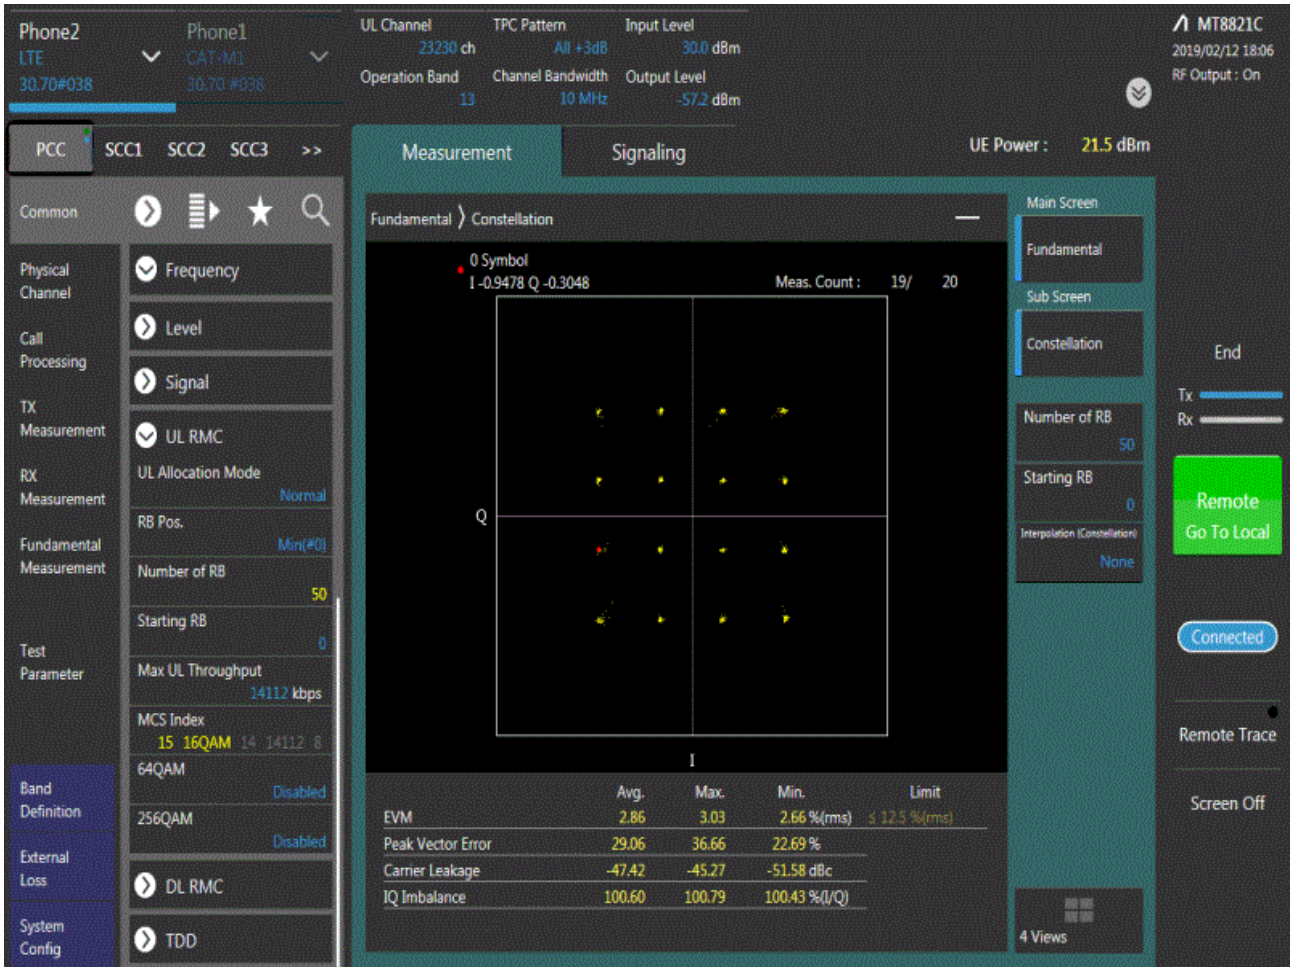 Phone2
LTE
30.70#038
Phone1
CAT-M1
30.70 #038
UL Channel
23230 ch
TPC Pattern
All +3dB
Input Level
30.0 dBm
Operation Band
13
Channel Bandwidth
10 MHz
Output Level
-57.2 dBm
MT8821C
2019/02/12 18:06
RF Output : On
PCC SCC1 SCC2 SCC3 >>
Measurement
Signaling
UE Power : 21.5 dBm
Common
Physical
Channel
Call
Processing
TX
Measurement
RX
Measurement
Fundamental
Measurement
Test
Parameter
Band
Definition
External
Loss
System
Config
Frequency
Level
Signal
UL RMC
UL Allocation Mode
Normal
RB Pos.
Min(#0)
Number of RB
50
Starting RB
0
Max UL Throughput
14112 kbps
MCS Index
15 16QAM 14 14112 8
64QAM
Disabled
256QAM
Disabled
DL RMC
TDD
Fundamental 〉 Constellation
0 Symbol
I -0.9478 Q -0.3048
Meas. Count : 19/ 20
Q
I
Avg. Max. Min. Limit
EVM 2.86 3.03 2.66 %(rms) ≤ 12.5 %(rms)
Peak Vector Error 29.06 36.66 22.69 %
Carrier Leakage -47.42 -45.27 -51.58 dBc
IQ Imbalance 100.60 100.79 100.43 %(I/Q)
Main Screen
Fundamental
Sub Screen
Constellation
Number of RB
50
Starting RB
0
Interpolation (Constellation)
None
4 Views
End
Tx
Rx
Remote
Go To Local
Connected
Remote Trace
Screen Off